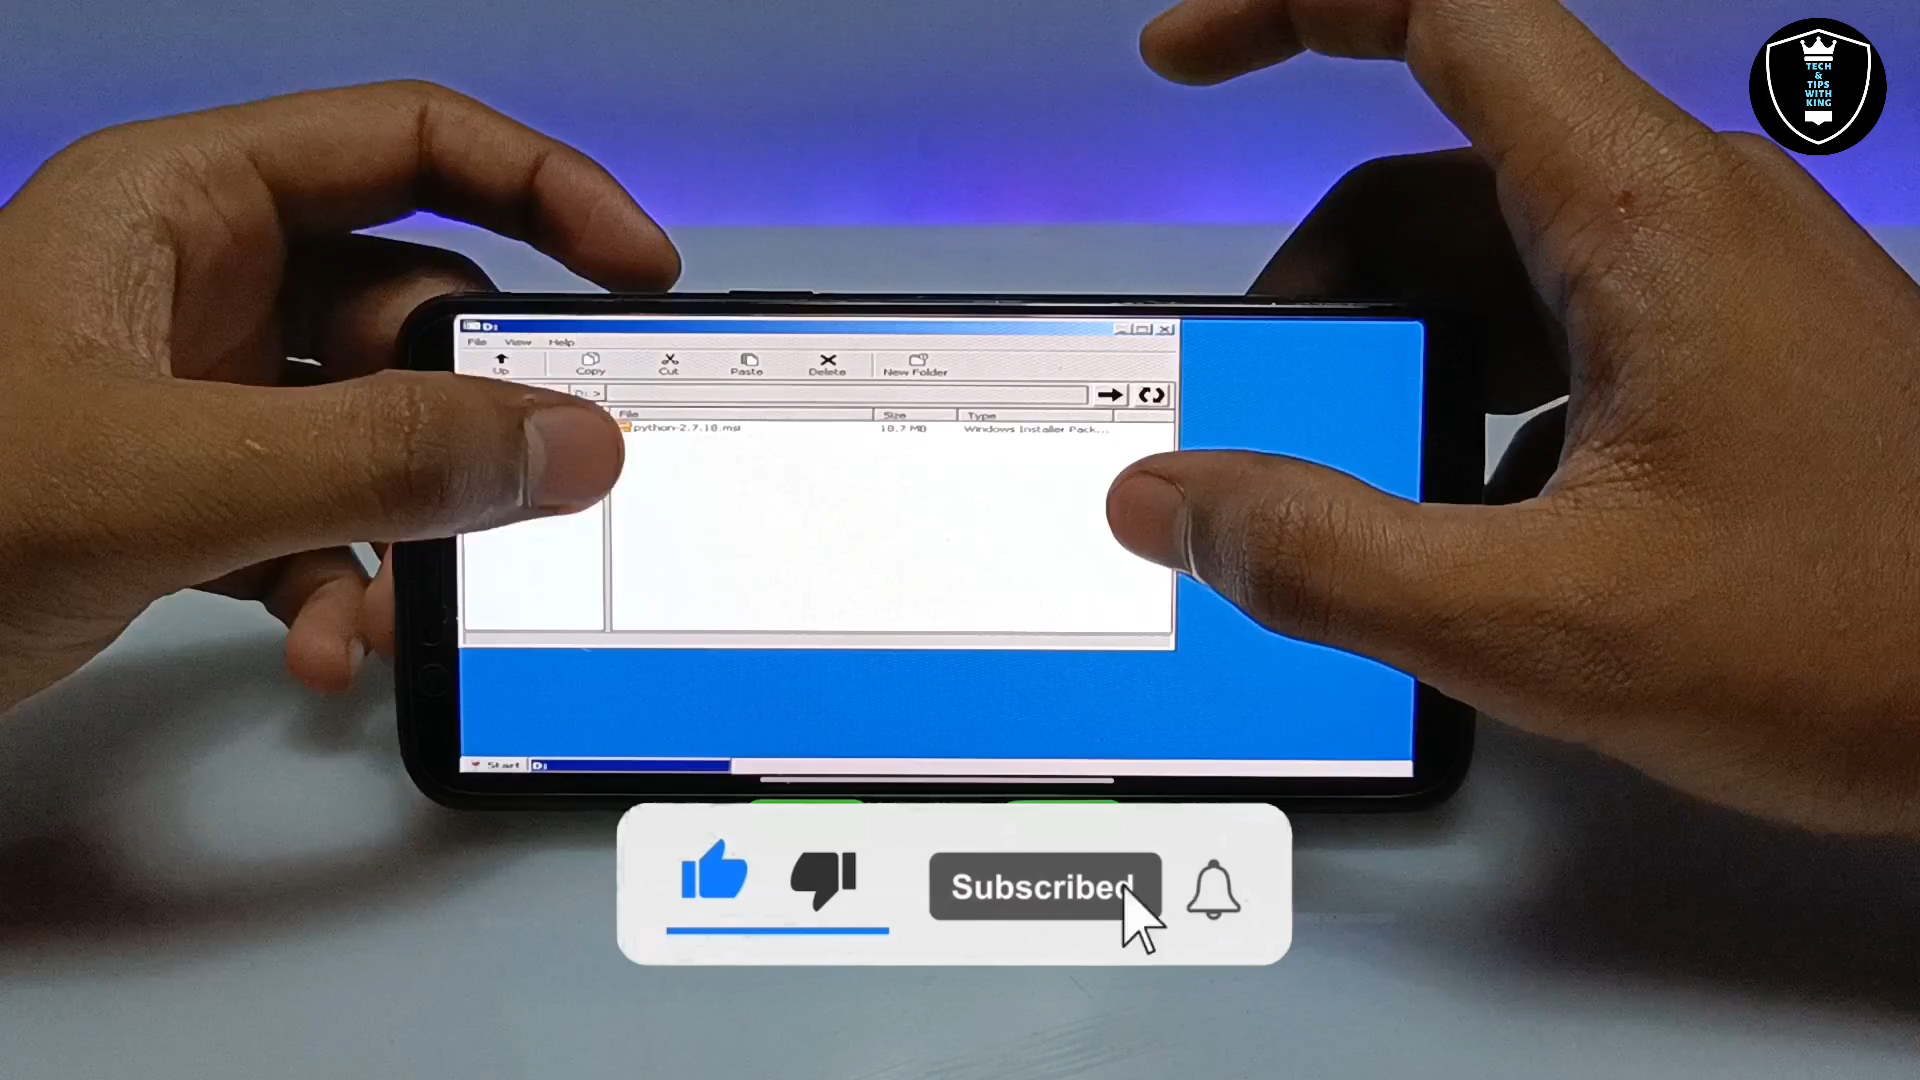 TECH
&
TIPS
WITH
KING
D:
File View Help
Up Copy Cut Paste Delete New Folder
D: >
File Size Type
python-2.7.18.msi 18.7 MB Windows Installer Pack...
Start D:
Subscribed